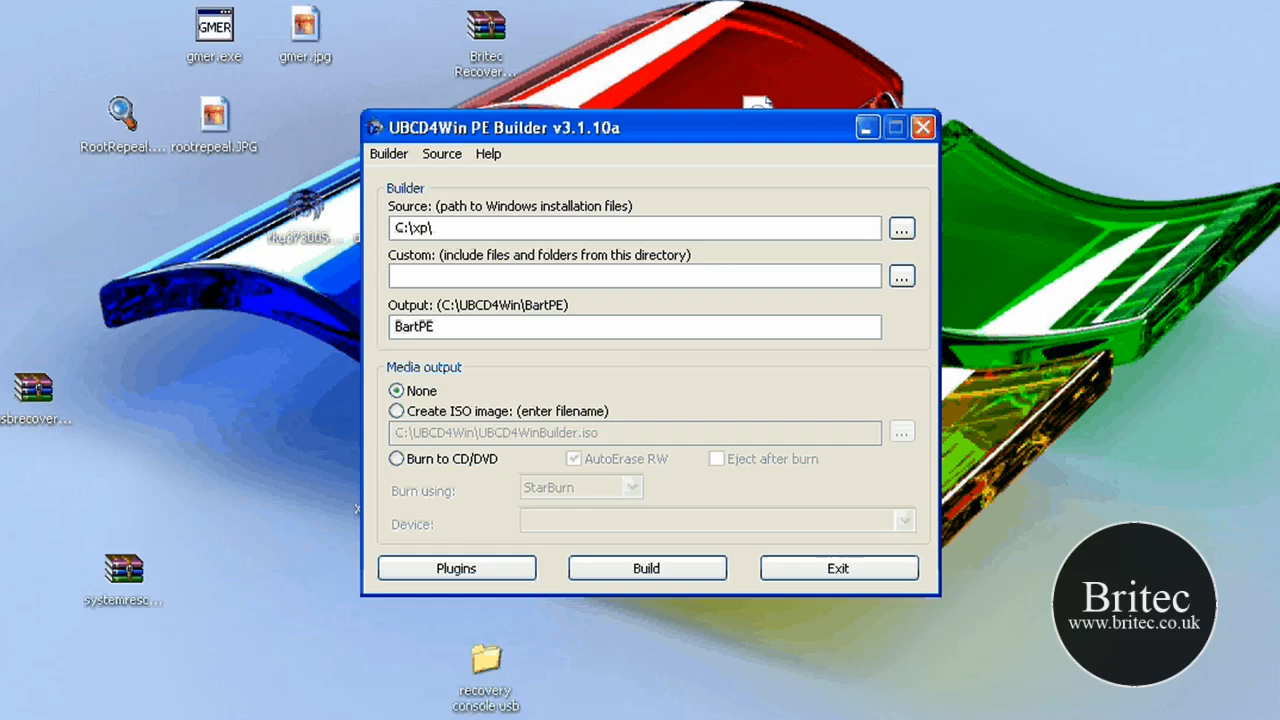 GMER
gmer.exe
gmer.jpg
Britec
Recover...
RootRepeal....
rootrepeal.JPG
rku373005...
sbrecover...
systemresc...
recovery
console usb
UBCD4Win PE Builder v3.1.10a
Builder Source Help
Builder
Source: (path to Windows installation files)
C:\xp\
...
Custom: (include files and folders from this directory)
...
Output: (C:\UBCD4Win\BartPE)
BartPE
Media output
None
Create ISO image: (enter filename)
C:\UBCD4Win\UBCD4WinBuilder.iso
...
Burn to CD/DVD
AutoErase RW
Eject after burn
Burn using:
StarBurn
Device:
Plugins
Build
Exit
Britec
www.britec.co.uk